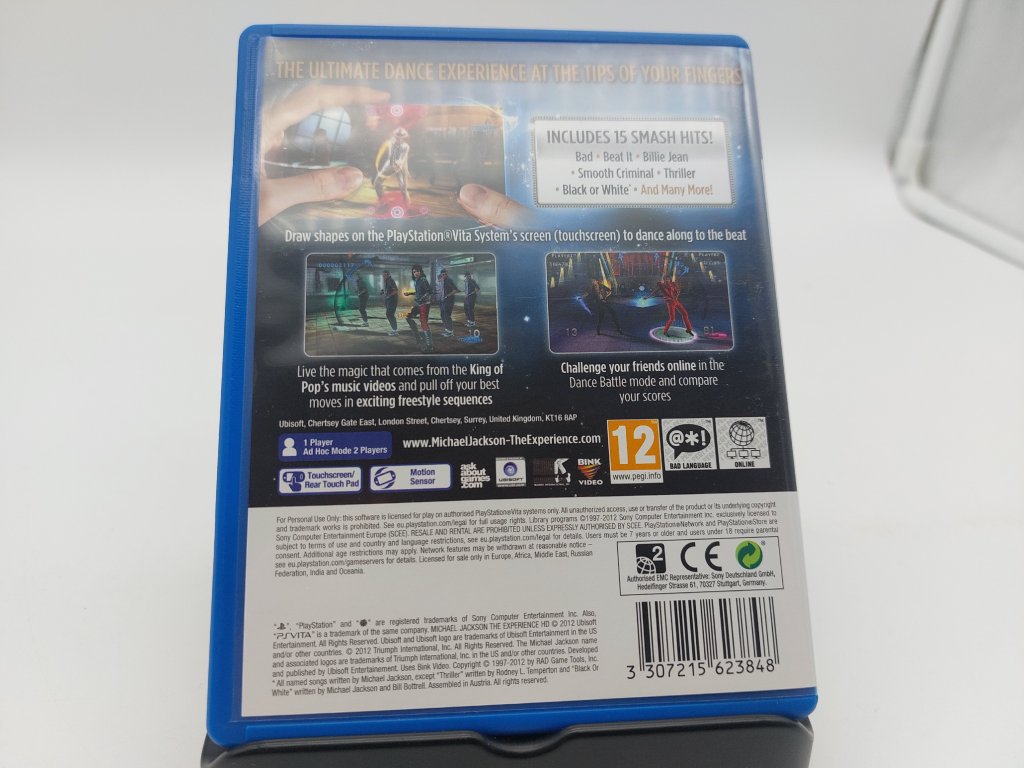 THE ULTIMATE DANCE EXPERIENCE AT THE TIPS OF YOUR FINGERS
INCLUDES 15 SMASH HITS!
Bad • Beat It • Billie Jean
• Smooth Criminal • Thriller
• Black or White* • And Many More!
Draw shapes on the PlayStation®Vita System's screen (touchscreen) to dance along to the beat
Live the magic that comes from the King of
Pop's music videos and pull off your best
moves in exciting freestyle sequences
Challenge your friends online in the
Dance Battle mode and compare
your scores
Ubisoft, Chertsey Gate East, London Street, Chertsey, Surrey, United Kingdom, KT16 8AP
1 Player
Ad Hoc Mode 2 Players
www.MichaelJackson-TheExperience.com
12
www.pegi.info
@*!
BAD LANGUAGE
ONLINE
Touchscreen/
Rear Touch Pad
Motion
Sensor
ask
about
games
.com
UBISOFT
BINK
VIDEO
For Personal Use Only: this software is licensed for play on authorised PlayStation®Vita systems only. All unauthorized access, use or transfer of the product or its underlying copyright
and trademark works is prohibited. See eu.playstation.com/legal for full usage rights. Library programs ©1997-2012 Sony Computer Entertainment Inc. exclusively licensed to
Sony Computer Entertainment Europe (SCEE). RESALE AND RENTAL ARE PROHIBITED UNLESS EXPRESSLY AUTHORISED BY SCEE. PlayStation®Network and PlayStation®Store are
subject to terms of use and country and language restrictions, see eu.playstation.com/legal for details. Users must be 7 years or older and users under 18 require parental
consent. Additional age restrictions may apply. Network features may be withdrawn at reasonable notice –
see eu.playstation.com/gameservers for details. Licensed for sale only in Europe, Africa, Middle East, Russian
Federation, India and Oceania.
2
CE
Authorised EMC Representative: Sony Deutschland GmbH,
Hedelfinger Strasse 61, 70327 Stuttgart, Germany.
"", "PlayStation" and "" are registered trademarks of Sony Computer Entertainment Inc. Also,
"PSVITA" is a trademark of the same company. MICHAEL JACKSON THE EXPERIENCE HD © 2012 Ubisoft
Entertainment. All Rights Reserved. Ubisoft and Ubisoft logo are trademarks of Ubisoft Entertainment in the US
and/or other countries. © 2012 Triumph International, Inc. All Rights Reserved. The Michael Jackson name
and associated logos are trademarks of Triumph International, Inc. in the US and/or other countries. Developed
and published by Ubisoft Entertainement. Uses Bink Video. Copyright © 1997-2012 by RAD Game Tools, Inc.
* All named songs written by Michael Jackson, except "Thriller" written by Rodney L. Temperton and "Black Or
White" written by Michael Jackson and Bill Bottrell. Assembled in Austria. All rights reserved.
3 307215 623848